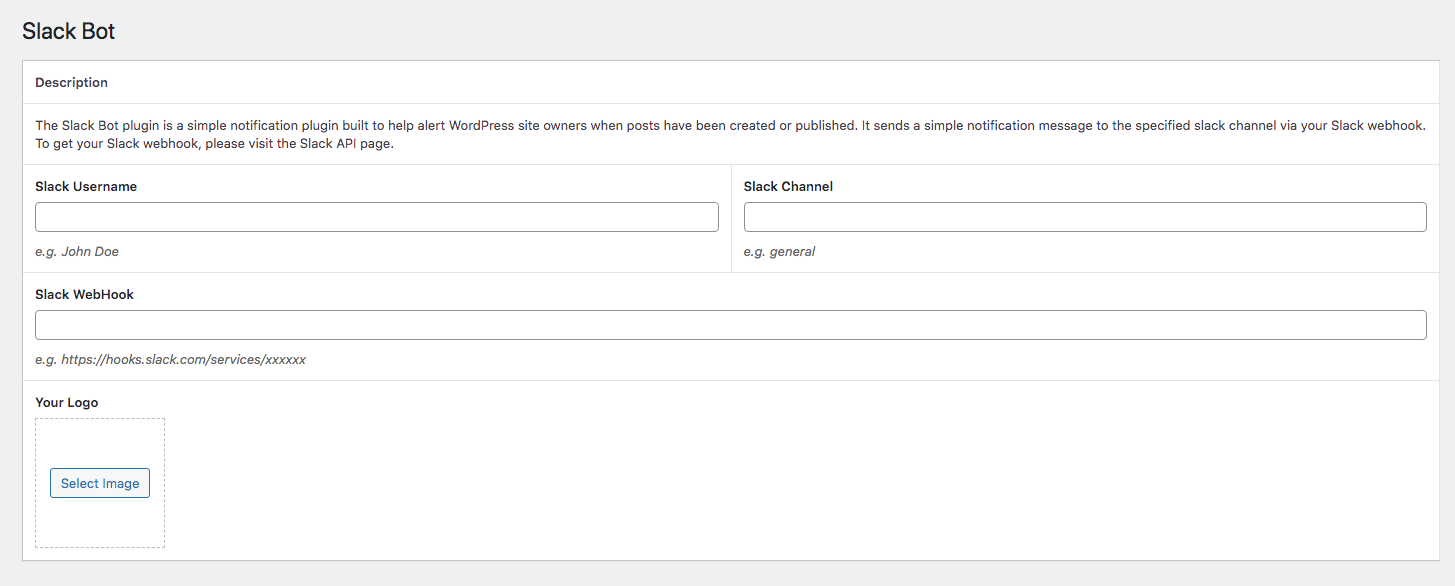 Slack Bot
Description
The Slack Bot plugin is a simple notification plugin built to help alert WordPress site owners when posts have been created or published. It sends a simple notification message to the specified slack channel via your Slack webhook.
To get your Slack webhook, please visit the Slack API page.
Slack Username
Slack Channel
e.g. John Doe
e.g. general
Slack WebHook
e.g. https://hooks.slack.com/services/xxxxxx
Your Logo
Select Image